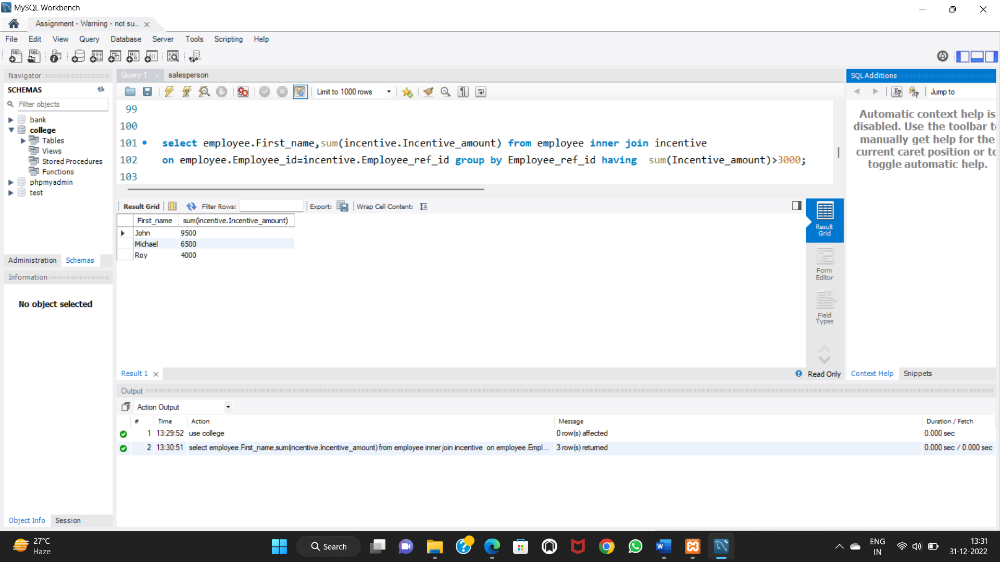 MySQL Workbench
Assignment - Warning - not su...
File Edit View Query Database Server Tools Scripting Help
Navigator
SCHEMAS
Filter objects
bank
college
Tables
Views
Stored Procedures
Functions
phpmyadmin
test
Administration Schemas
Information
No object selected
Object Info Session
Query 1 salesperson
Limit to 1000 rows
99
100
101 select employee.First_name,sum(incentive.Incentive_amount) from employee inner join incentive
102 on employee.Employee_id=incentive.Employee_ref_id group by Employee_ref_id having  sum(Incentive_amount)>3000;
103
Result Grid Filter Rows: Export: Wrap Cell Content:
First_name sum(incentive.Incentive_amount)
John 9500
Michael 6500
Roy 4000
Result
Grid
Form
Editor
Field
Types
Result 1 Read Only
SQLAdditions
Jump to
Automatic context help is
disabled. Use the toolbar t
manually get help for the
current caret position or to
toggle automatic help.
Context Help Snippets
Output
Action Output
# Time Action Message Duration / Fetch
1 13:29:52 use college 0 row(s) affected 0.000 sec
2 13:30:51 select employee.First_name,sum(incentive.Incentive_amount) from employee inner join incentive  on employee.Empl... 3 row(s) returned 0.000 sec / 0.000 sec
27°C
Haze
Search
ENG
IN
13:31
31-12-2022